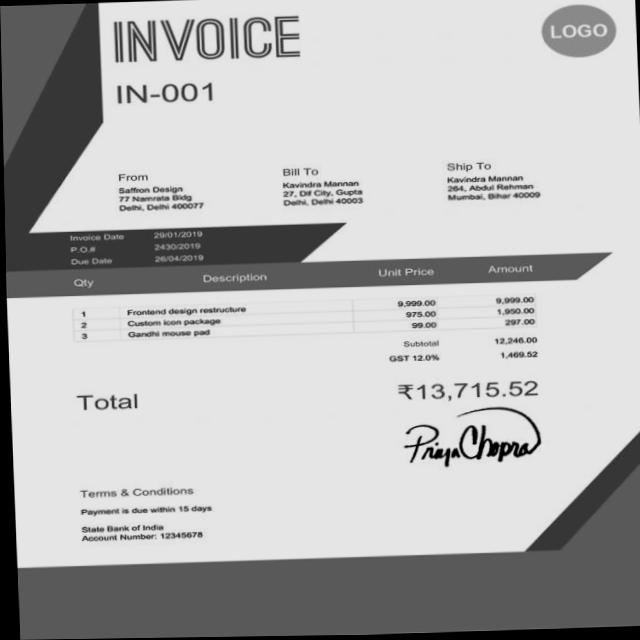 INVOICE
LOGO
IN-001
From
Saffron Design
77 Namrata Bldg
Delhi, Delhi 400077
Bill To
Kavindra Mannan
27, Dlf City, Gupta
Delhi, Delhi 40003
Ship To
Kavindra Mannan
264, Abdul Rehman
Mumbai, Bihar 40009
Invoice Date 29/01/2019
P.O.# 2430/2019
Due Date 26/04/2019
Qty Description Unit Price Amount
1 Frontend design restructure 9,999.00 9,999.00
2 Custom icon package 975.00 1,950.00
3 Gandhi mouse pad 99.00 297.00
Subtotal 12,246.00
GST 12.0% 1,469.52
Total ₹13,715.52
Priya Chopra
Terms & Conditions
Payment is due within 15 days
State Bank of India
Account Number: 12345678